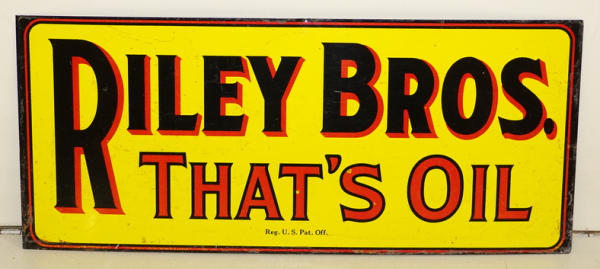 RILEY BROS.
THAT'S OIL
Reg. U. S. Pat. Off.